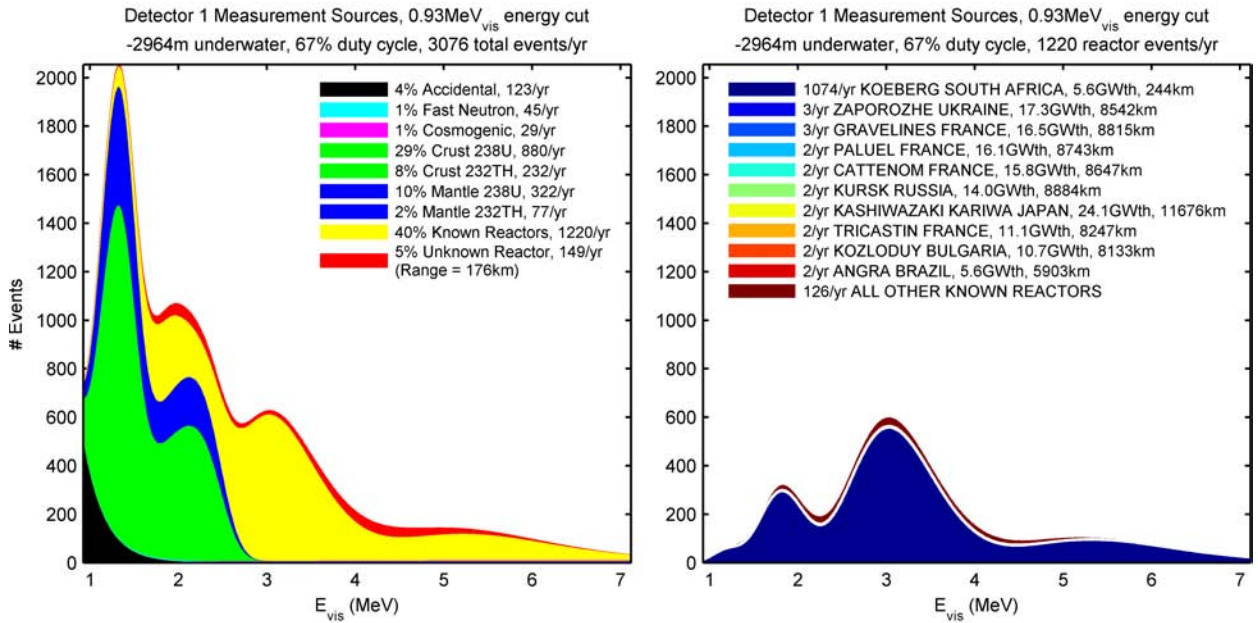 Detector 1 Measurement Sources, 0.93MeVvis energy cut
-2964m underwater, 67% duty cycle, 3076 total events/yr
2000
1800
1600
1400
1200
1000
800
600
400
200
0
# Events
4% Accidental, 123/yr
1% Fast Neutron, 45/yr
1% Cosmogenic, 29/yr
29% Crust 238U, 880/yr
8% Crust 232TH, 232/yr
10% Mantle 238U, 322/yr
2% Mantle 232TH, 77/yr
40% Known Reactors, 1220/yr
5% Unknown Reactor, 149/yr
(Range = 176km)
1 2 3 4 5 6 7
Evis (MeV)
Detector 1 Measurement Sources, 0.93MeVvis energy cut
-2964m underwater, 67% duty cycle, 1220 reactor events/yr
2000
1800
1600
1400
1200
1000
800
600
400
200
0
1074/yr KOEBERG SOUTH AFRICA, 5.6GWth, 244km
3/yr ZAPOROZHE UKRAINE, 17.3GWth, 8542km
3/yr GRAVELINES FRANCE, 16.5GWth, 8815km
2/yr PALUEL FRANCE, 16.1GWth, 8743km
2/yr CATTENOM FRANCE, 15.8GWth, 8647km
2/yr KURSK RUSSIA, 14.0GWth, 8884km
2/yr KASHIWAZAKI KARIWA JAPAN, 24.1GWth, 11676km
2/yr TRICASTIN FRANCE, 11.1GWth, 8247km
2/yr KOZLODUY BULGARIA, 10.7GWth, 8133km
2/yr ANGRA BRAZIL, 5.6GWth, 5903km
126/yr ALL OTHER KNOWN REACTORS
1 2 3 4 5 6 7
Evis (MeV)